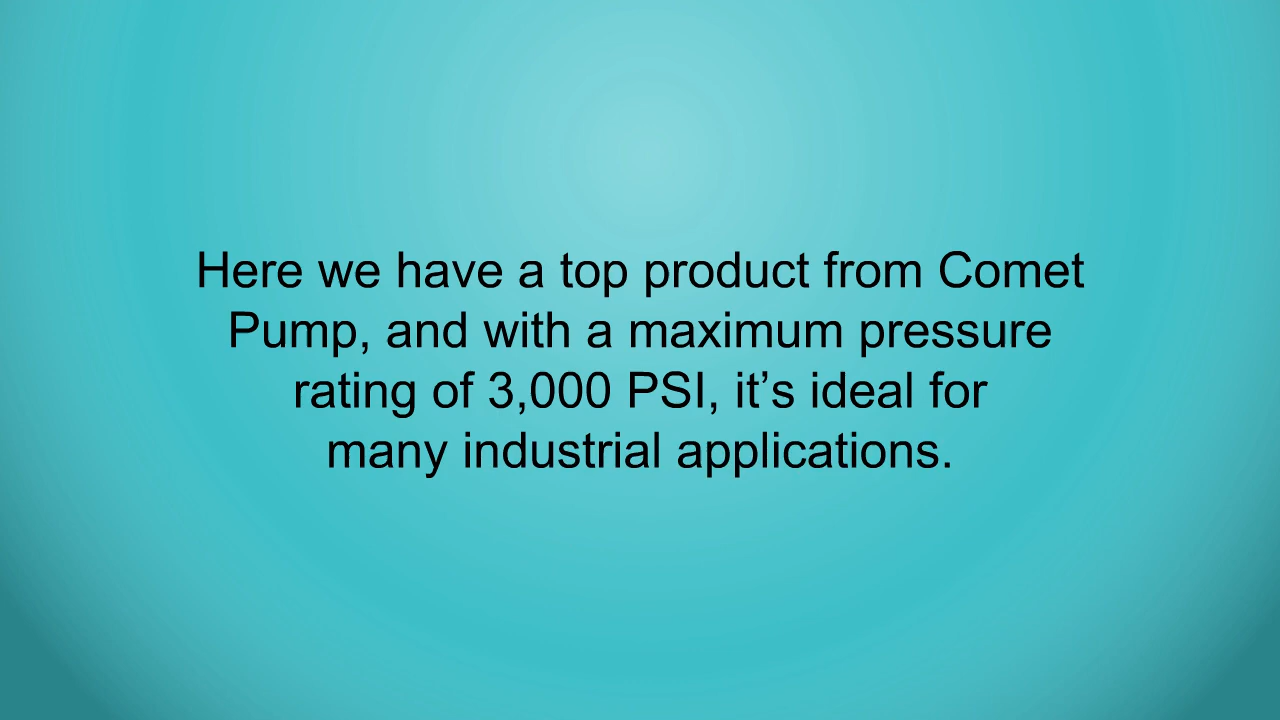 Here we have a top product from Comet
Pump, and with a maximum pressure
rating of 3,000 PSI, it’s ideal for
many industrial applications.